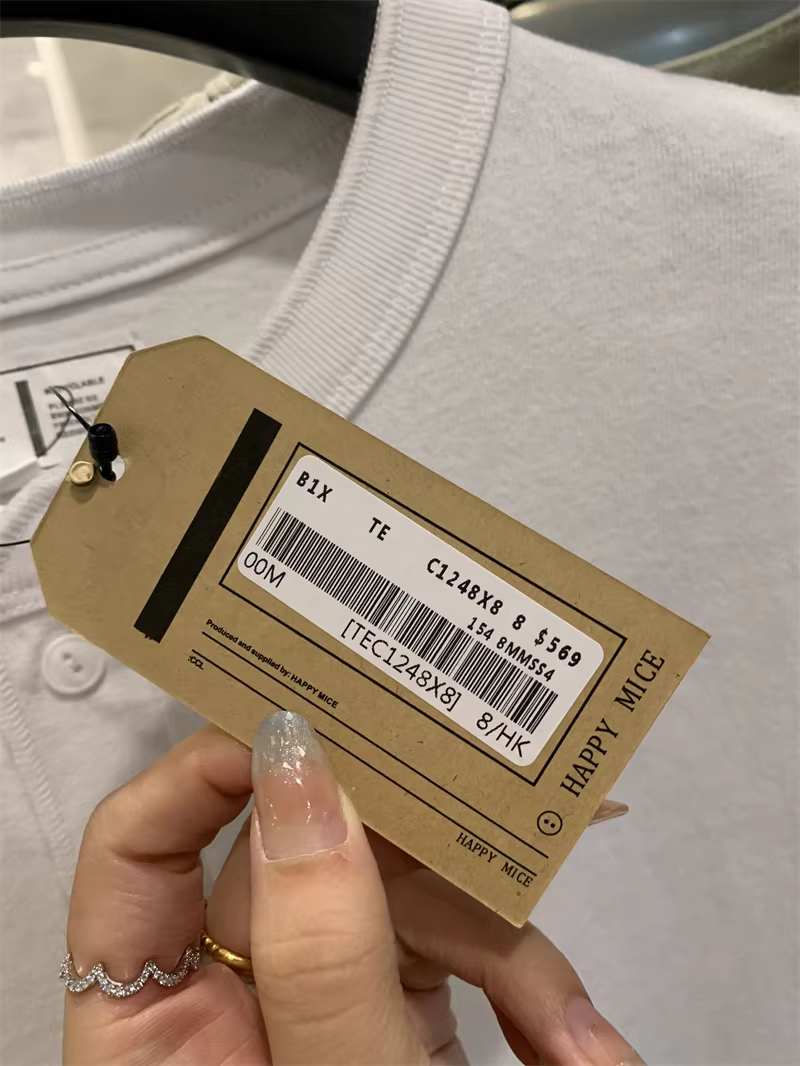 B1X TE C1248X8 8 $569
154 8MMSS4
00M [TEC1248X8] 8/HK
Produced and supplied by: HAPPY MICE
:CCL
HAPPY MICE
HAPPY MICE